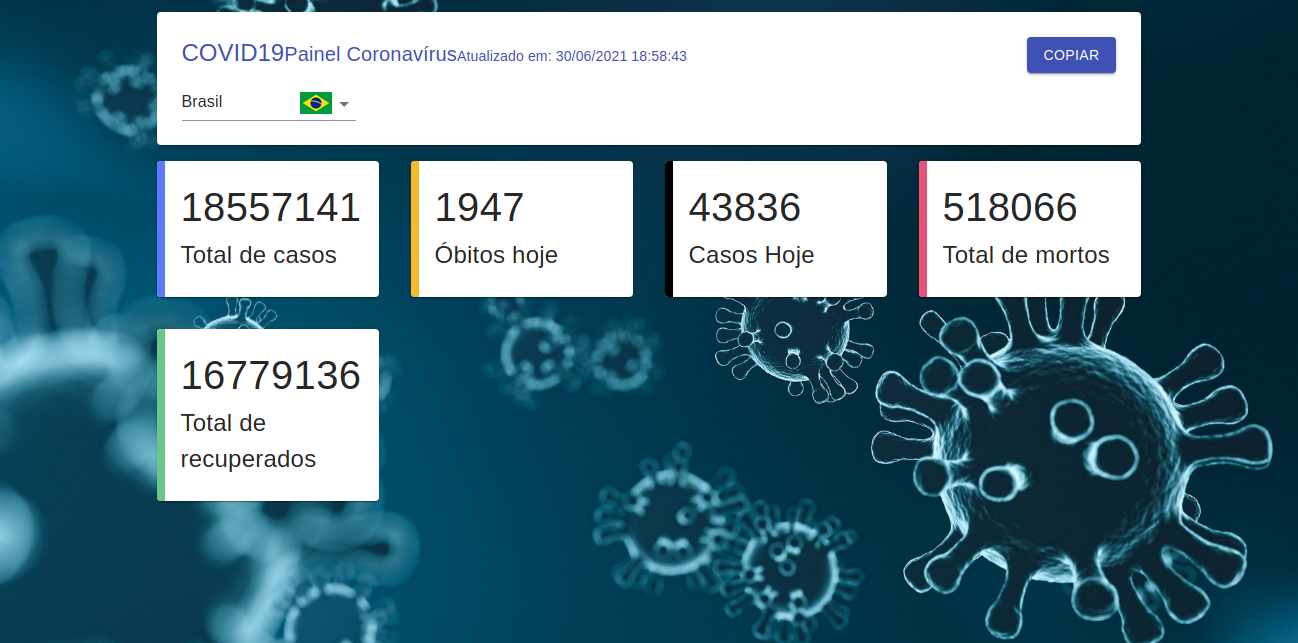 COVID19Painel CoronavírusAtualizado em: 30/06/2021 18:58:43
COPIAR
Brasil
18557141
Total de casos
1947
Óbitos hoje
43836
Casos Hoje
518066
Total de mortos
16779136
Total de
recuperados